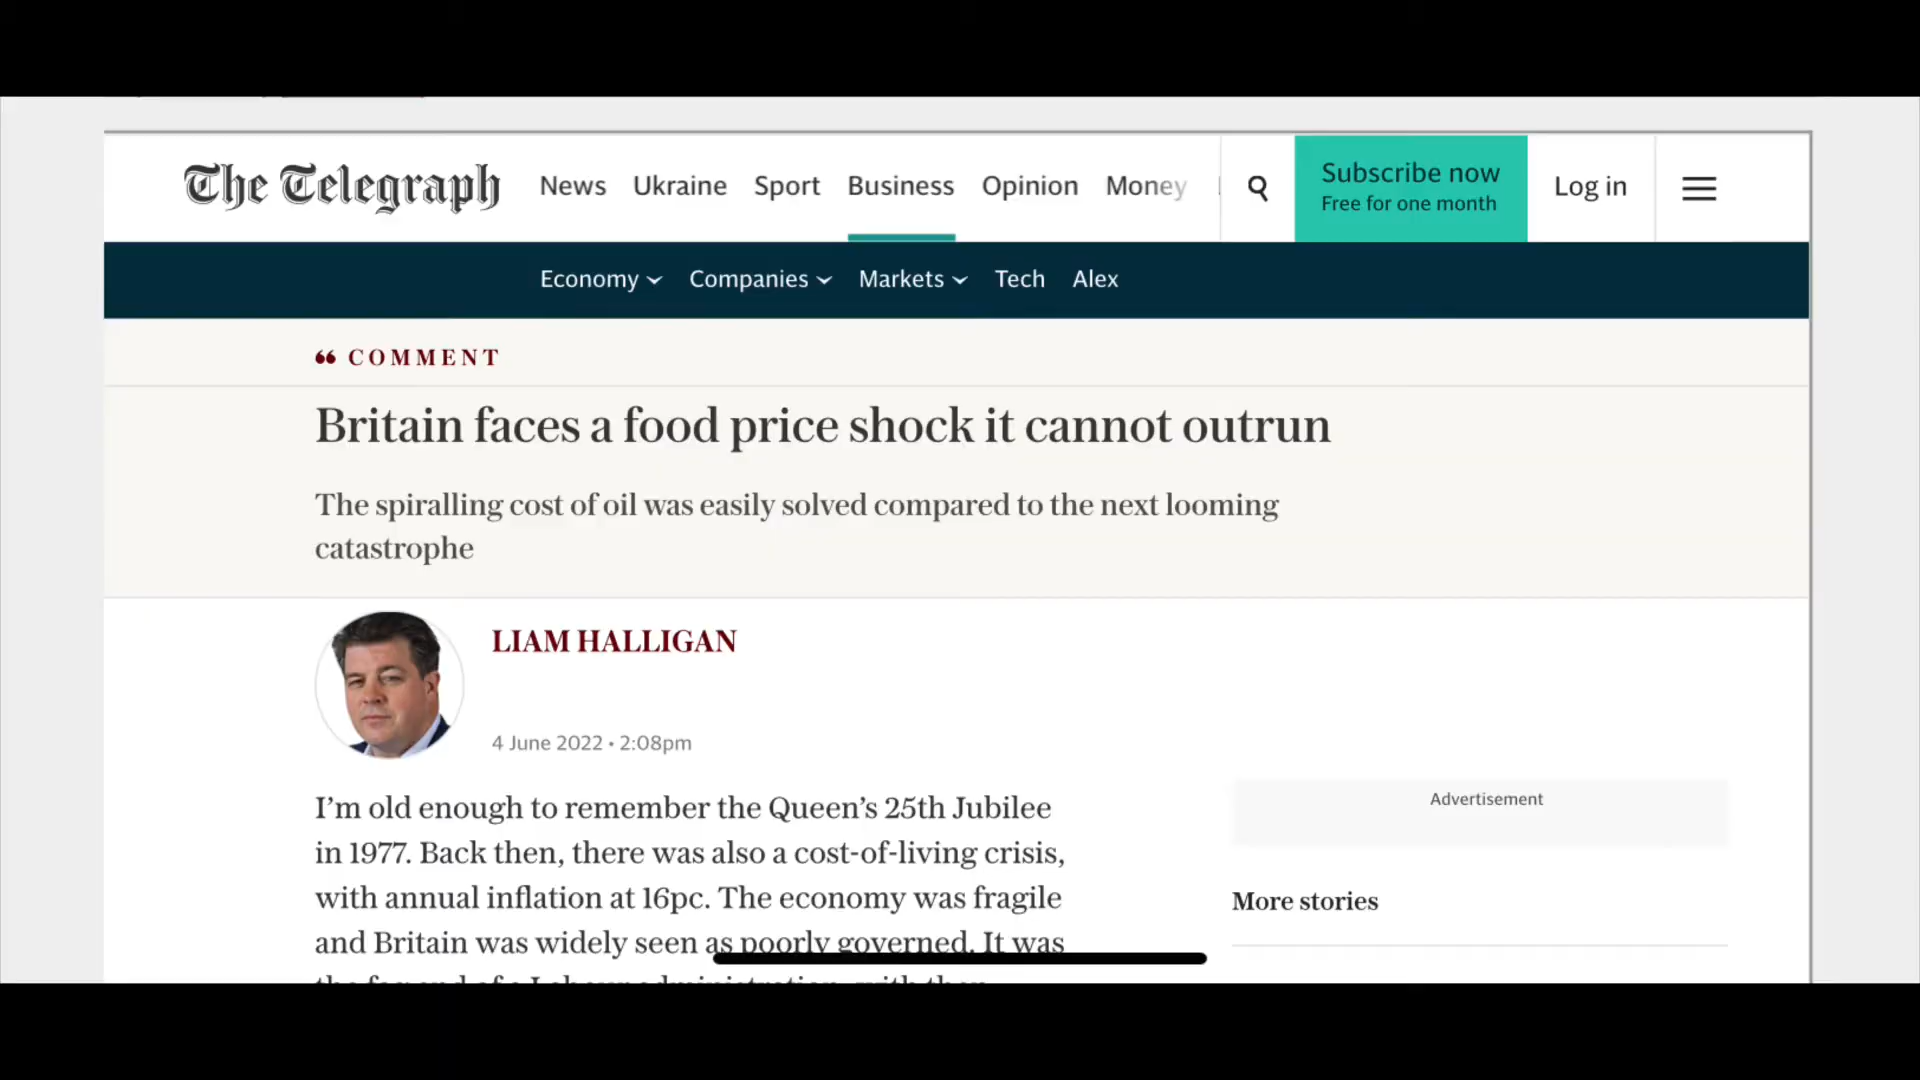 The Telegraph
News Ukraine Sport Business Opinion Money
Subscribe now
Free for one month
Log in
Economy Companies Markets Tech Alex
❝ COMMENT
Britain faces a food price shock it cannot outrun
The spiralling cost of oil was easily solved compared to the next looming
catastrophe
LIAM HALLIGAN
4 June 2022 • 2:08pm
I’m old enough to remember the Queen’s 25th Jubilee
in 1977. Back then, there was also a cost-of-living crisis,
with annual inflation at 16pc. The economy was fragile
and Britain was widely seen as poorly governed. It was
Advertisement
More stories